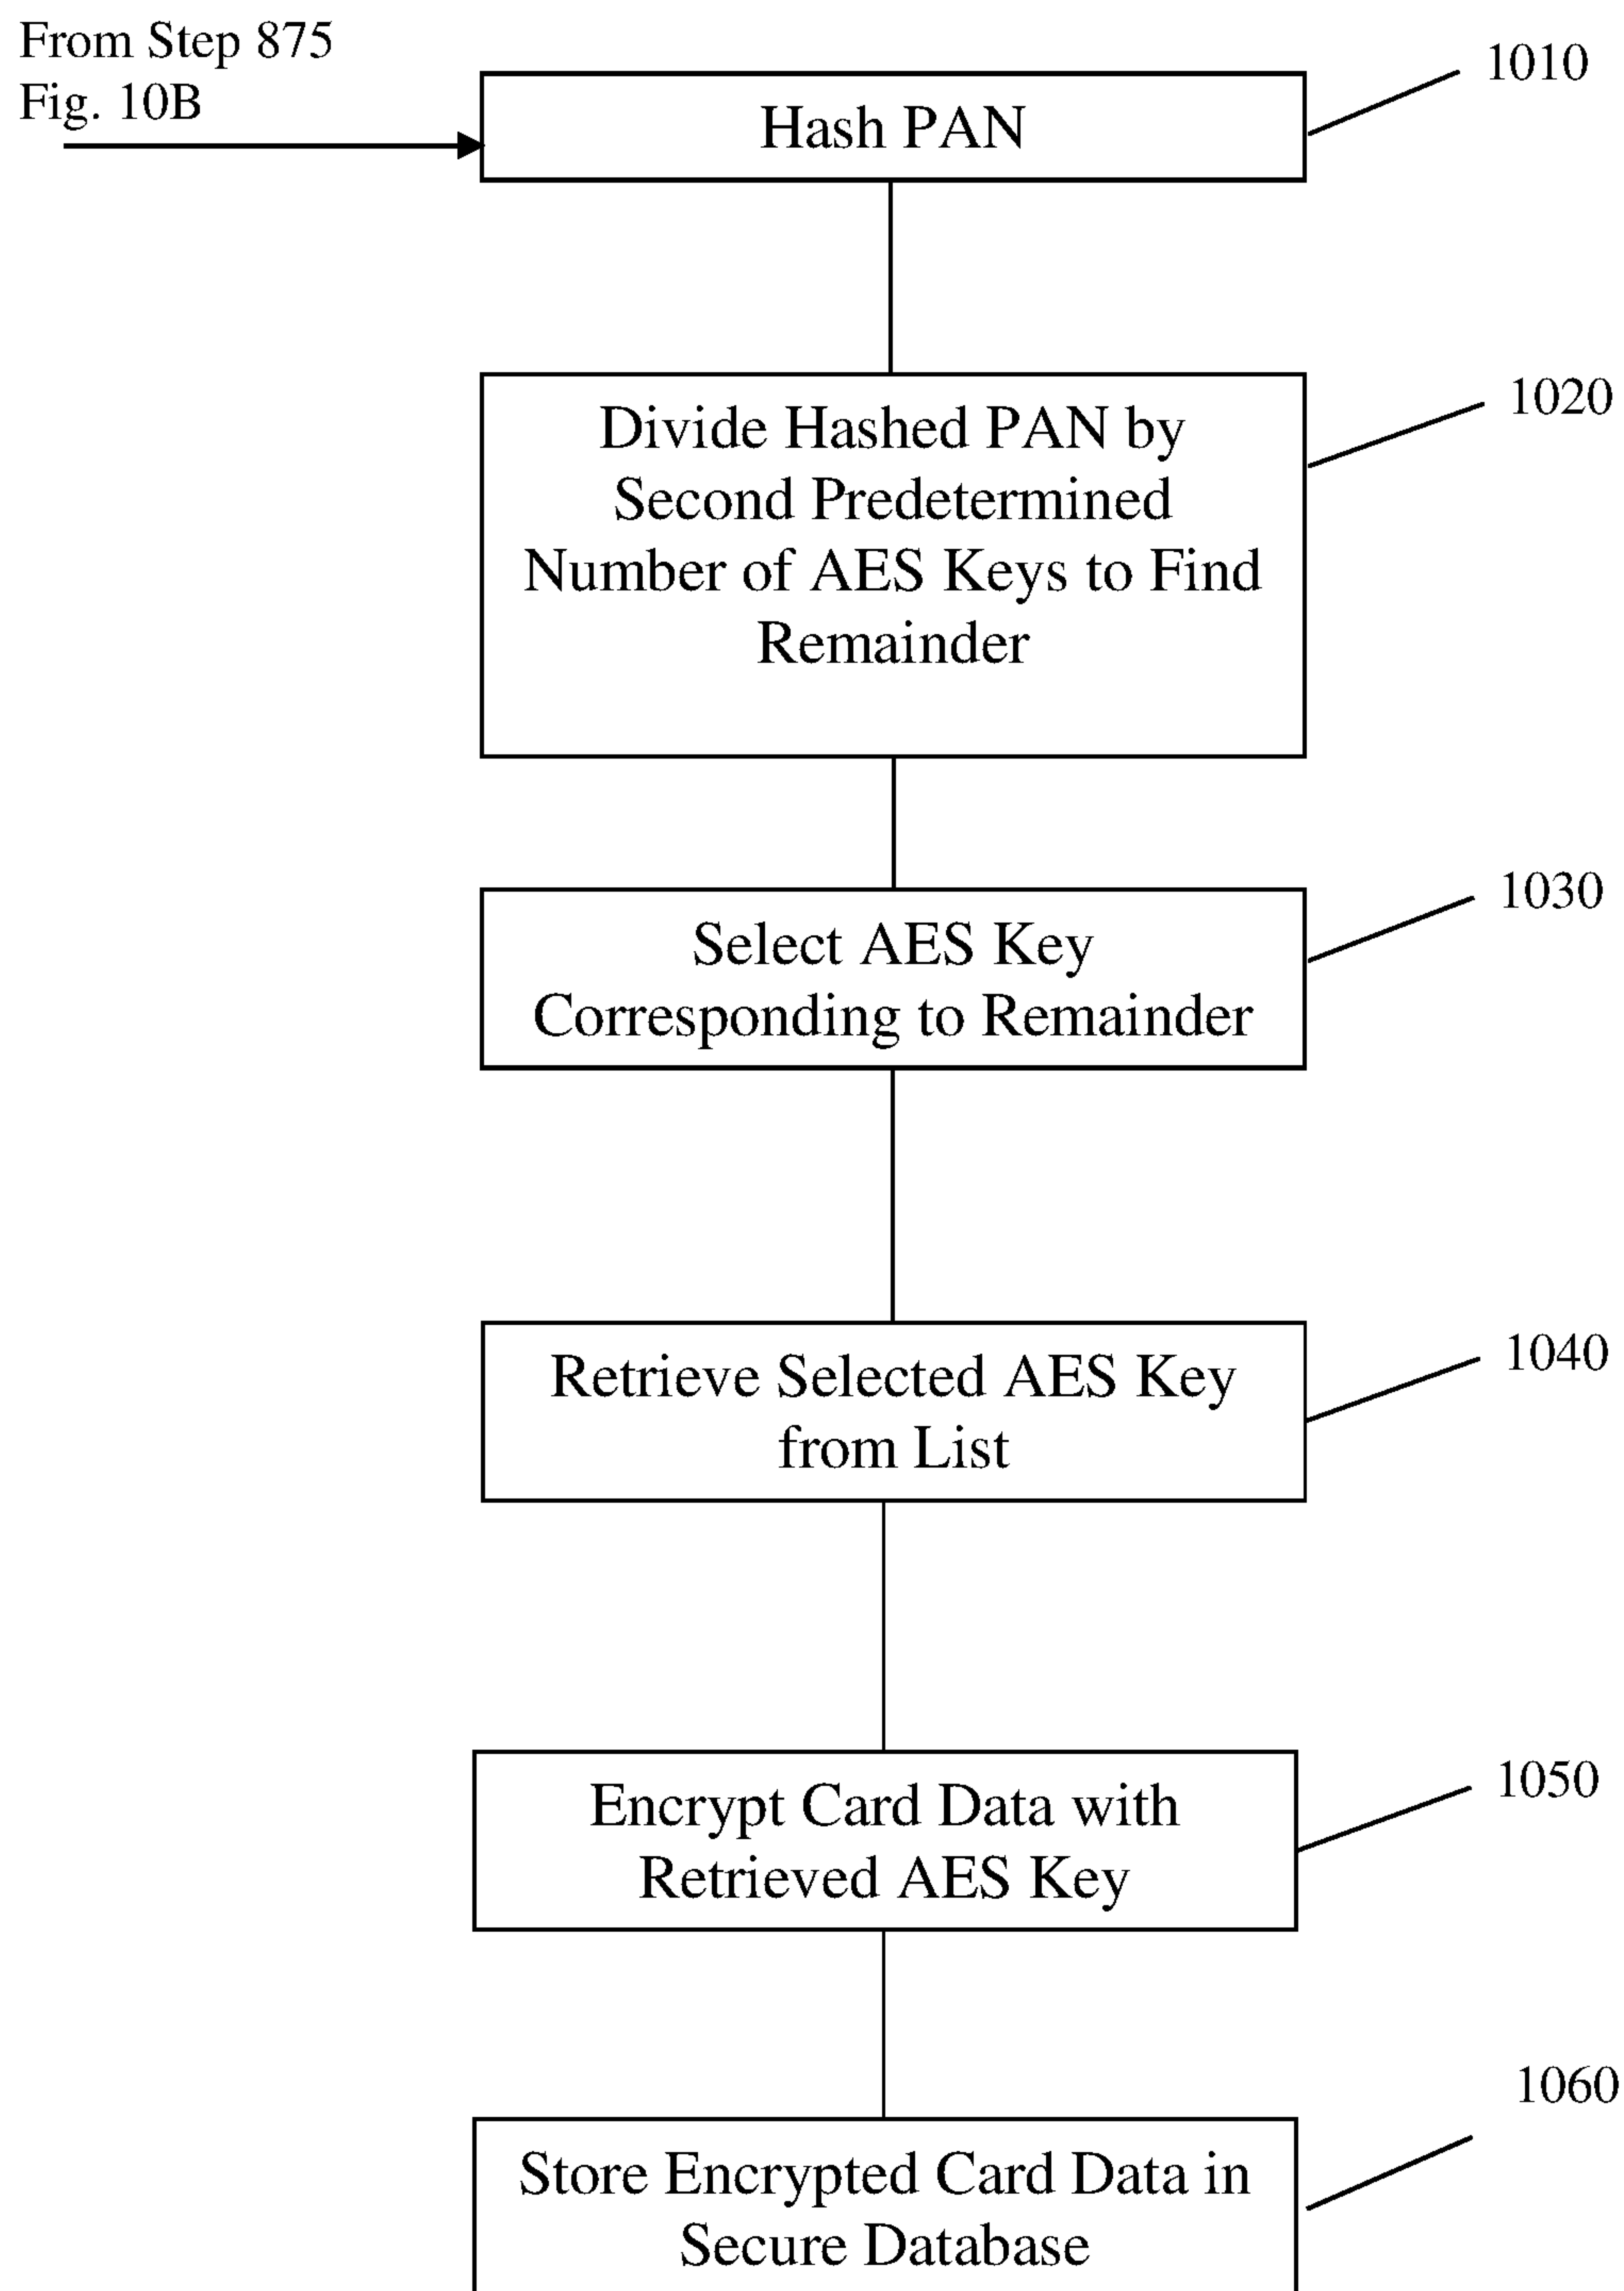 From Step 875
Fig. 10B
1010
Hash PAN
1020
Divide Hashed PAN by
Second Predetermined
Number of AES Keys to Find
Remainder
1030
Select AES Key
Corresponding to Remainder
1040
Retrieve Selected AES Key
from List
1050
Encrypt Card Data with
Retrieved AES Key
1060
Store Encrypted Card Data in
Secure Database